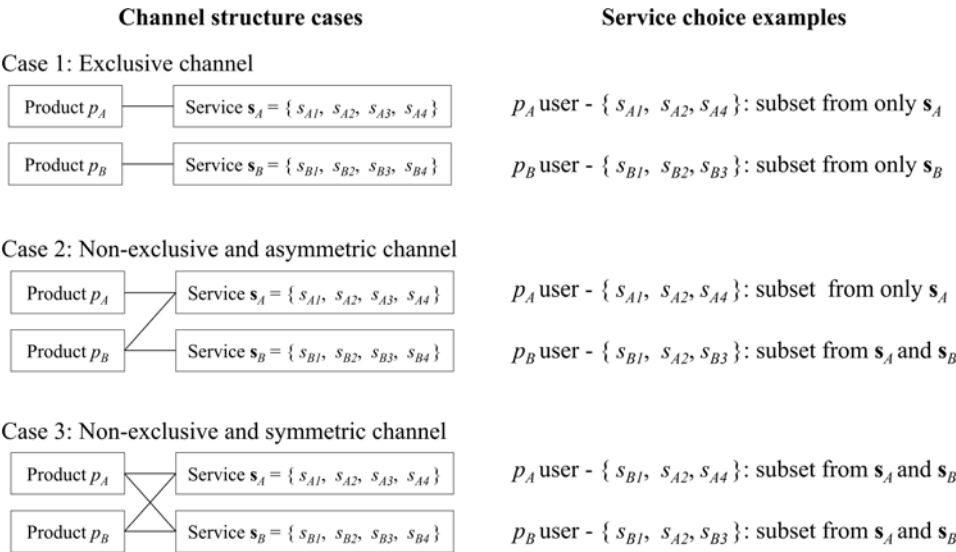 Channel structure cases Service choice examples
Case 1: Exclusive channel
Product p_A Service s_A = { s_A1, s_A2, s_A3, s_A4 } p_A user - { s_A1, s_A2, s_A4 }: subset from only s_A
Product p_B Service s_B = { s_B1, s_B2, s_B3, s_B4 } p_B user - { s_B1, s_B2, s_B3 }: subset from only s_B
Case 2: Non-exclusive and asymmetric channel
Product p_A Service s_A = { s_A1, s_A2, s_A3, s_A4 } p_A user - { s_A1, s_A2, s_A4 }: subset from only s_A
Product p_B Service s_B = { s_B1, s_B2, s_B3, s_B4 } p_B user - { s_B1, s_A2, s_B3 }: subset from s_A and s_B
Case 3: Non-exclusive and symmetric channel
Product p_A Service s_A = { s_A1, s_A2, s_A3, s_A4 } p_A user - { s_B1, s_A2, s_A4 }: subset from s_A and s_B
Product p_B Service s_B = { s_B1, s_B2, s_B3, s_B4 } p_B user - { s_B1, s_A2, s_B3 }: subset from s_A and s_B